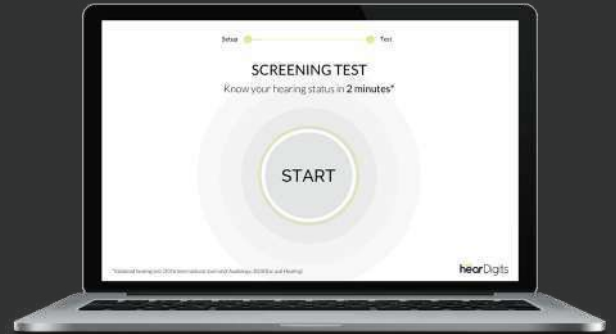 Setup Test
SCREENING TEST
Know your hearing status in 2 minutes*
START
hearDigits